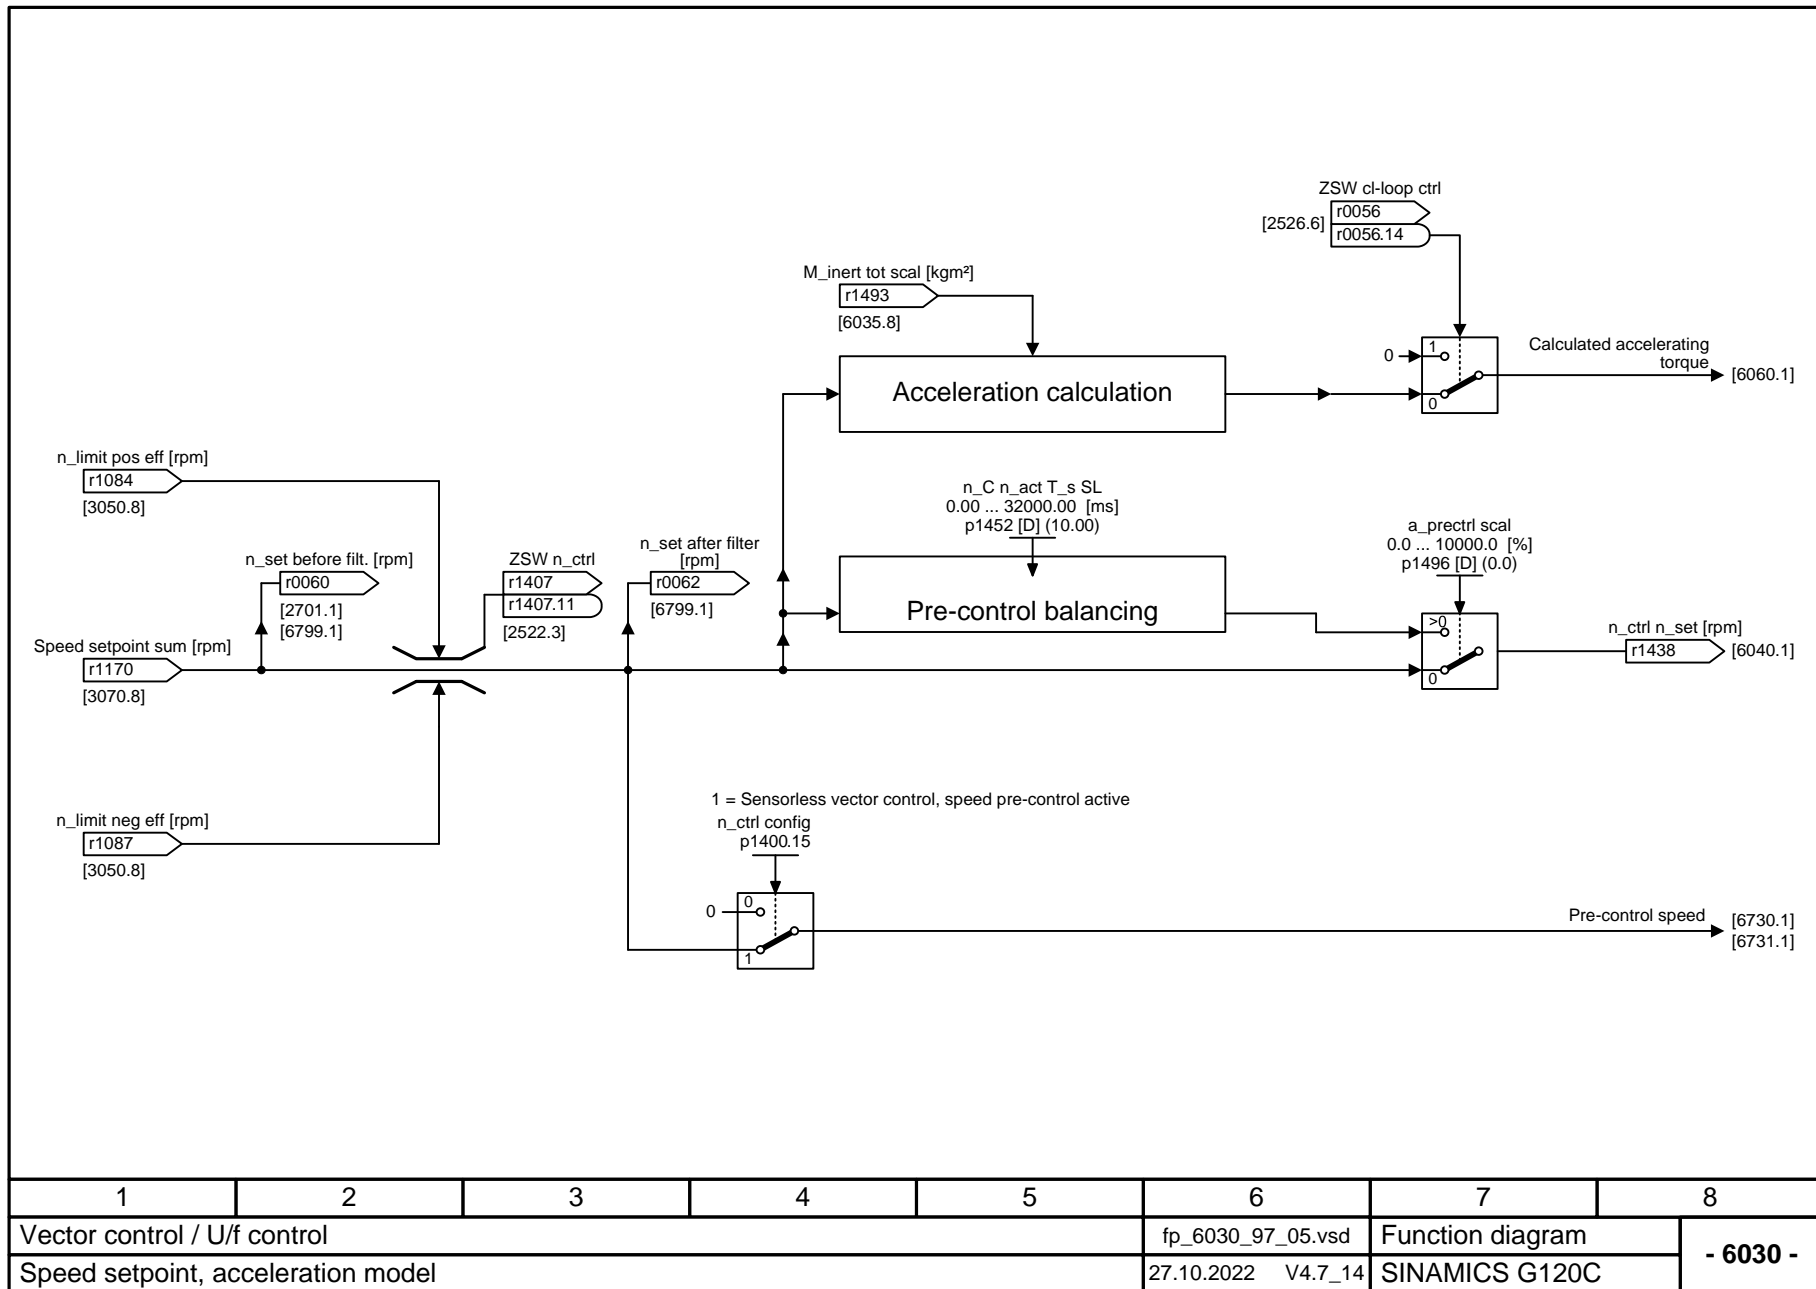 ZSW cl-loop ctrl
r0056
[2526.6]
r0056.14
M_inert tot scal [kgm²]
r1493
[6035.8]
Acceleration calculation
0
1
0
Calculated accelerating
torque
[6060.1]
n_limit pos eff [rpm]
r1084
[3050.8]
n_C n_act T_s SL
0.00 ... 32000.00 [ms]
p1452 [D] (10.00)
Pre-control balancing
a_prectrl scal
0.0 ... 10000.0 [%]
p1496 [D] (0.0)
>0
0
n_set before filt. [rpm]
r0060
[2701.1]
[6799.1]
ZSW n_ctrl
r1407
r1407.11
[2522.3]
n_set after filter
[rpm]
r0062
[6799.1]
Speed setpoint sum [rpm]
r1170
[3070.8]
n_ctrl n_set [rpm]
r1438
[6040.1]
n_limit neg eff [rpm]
r1087
[3050.8]
1 = Sensorless vector control, speed pre-control active
n_ctrl config
p1400.15
0
0
1
Pre-control speed
[6730.1]
[6731.1]
1 2 3 4 5 6 7 8
Vector control / U/f control
fp_6030_97_05.vsd
Function diagram
- 6030 -
Speed setpoint, acceleration model
27.10.2022 V4.7_14
SINAMICS G120C